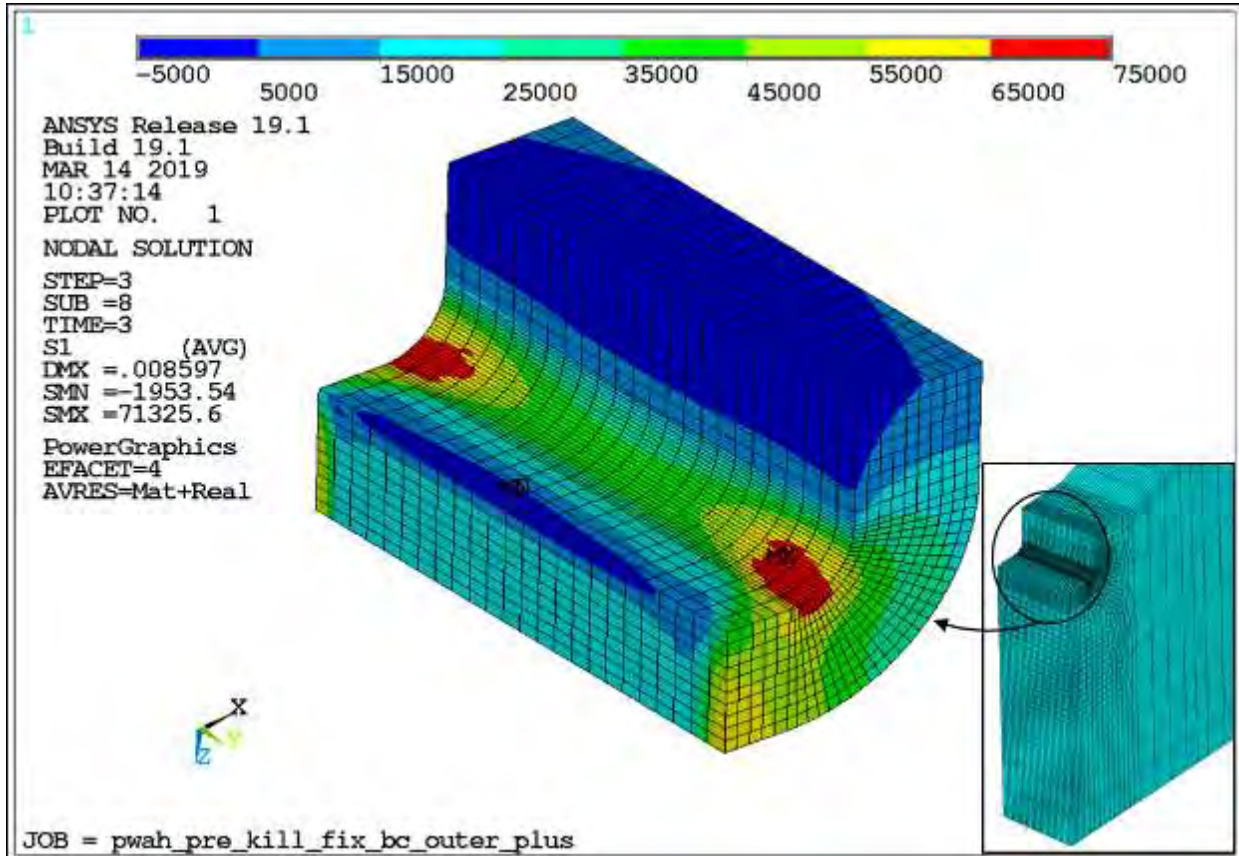 1
-5000 5000 15000 25000 35000 45000 55000 65000 75000
ANSYS Release 19.1
Build 19.1
MAR 14 2019
10:37:14
PLOT NO. 1
NODAL SOLUTION
STEP=3
SUB =8
TIME=3
S1 (AVG)
DMX =.008597
SMN =-1953.54
SMX =71325.6
PowerGraphics
EFACET=4
AVRES=Mat+Real
X
Y
Z
JOB = pwah_pre_kill_fix_bc_outer_plus